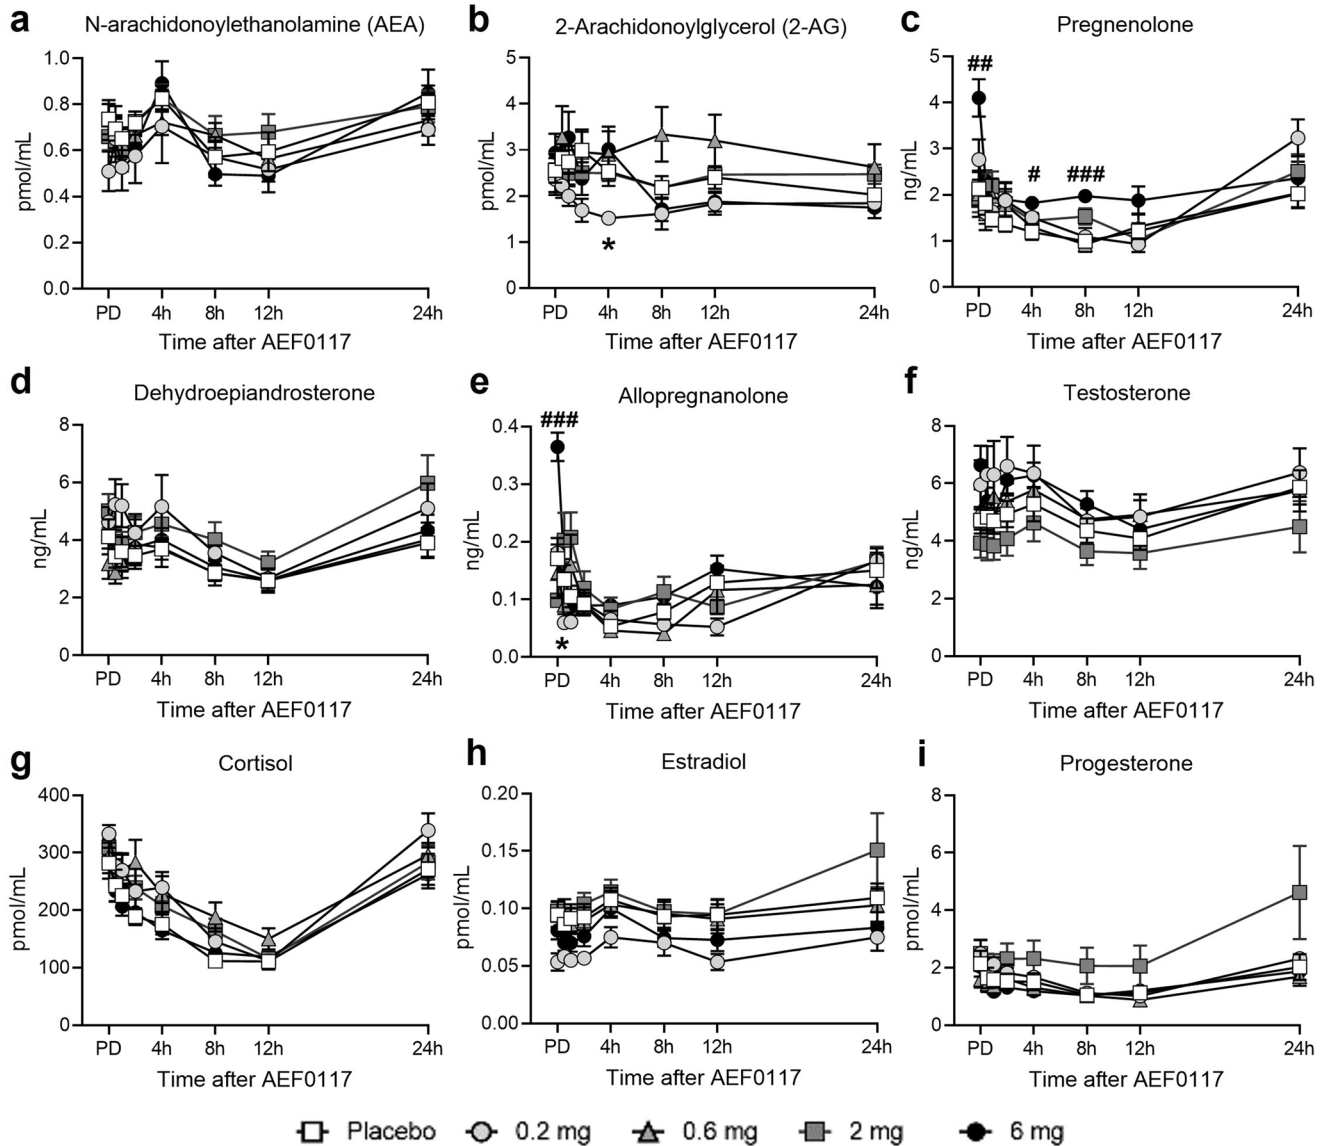 a N-arachidonoylethanolamine (AEA)
pmol/mL
1.0
0.8
0.6
0.4
0.2
0.0
PD 4h 8h 12h 24h
Time after AEF0117
b 2-Arachidonoylglycerol (2-AG)
pmol/mL
5
4
3
2
1
0
*
PD 4h 8h 12h 24h
Time after AEF0117
c Pregnenolone
ng/mL
5
4
3
2
1
0
##
# ###
PD 4h 8h 12h 24h
Time after AEF0117
d Dehydroepiandrosterone
ng/mL
8
6
4
2
0
PD 4h 8h 12h 24h
Time after AEF0117
e Allopregnanolone
ng/mL
###
0.4
0.3
0.2
0.1
0.0
*
PD 4h 8h 12h 24h
Time after AEF0117
f Testosterone
ng/mL
8
6
4
2
0
PD 4h 8h 12h 24h
Time after AEF0117
g Cortisol
pmol/mL
400
300
200
100
0
PD 4h 8h 12h 24h
Time after AEF0117
h Estradiol
pmol/mL
0.20
0.15
0.10
0.05
0.00
PD 4h 8h 12h 24h
Time after AEF0117
i Progesterone
pmol/mL
8
6
4
2
0
PD 4h 8h 12h 24h
Time after AEF0117
Placebo 0.2 mg 0.6 mg 2 mg 6 mg